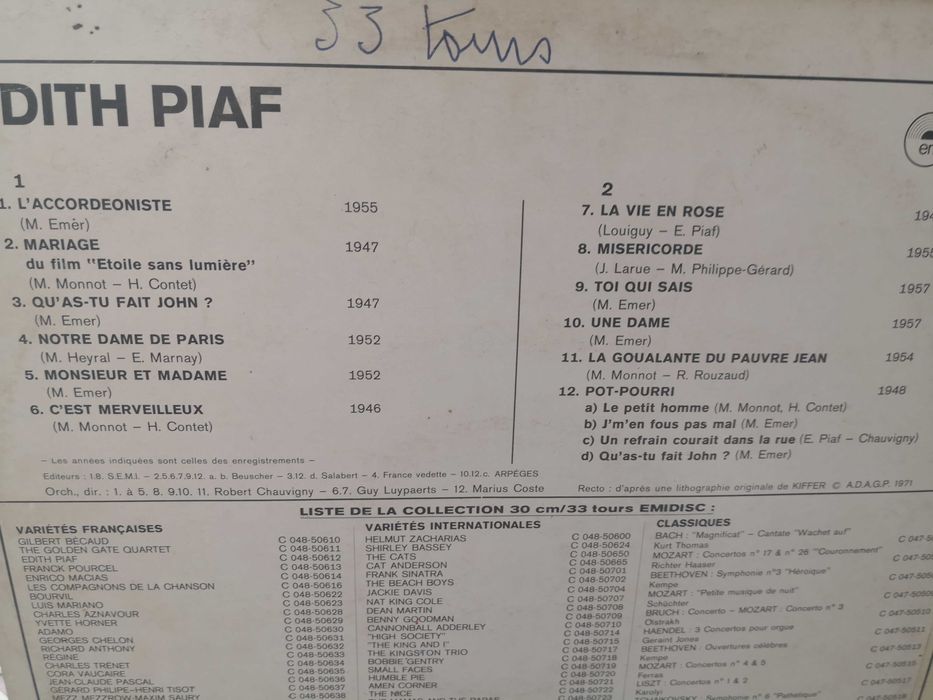 33 tours
DITH PIAF
1
1. L'ACCORDEONISTE 1955
(M. Emèr)
2. MARIAGE 1947
du film "Etoile sans lumière"
(M. Monnot – H. Contet)
3. QU'AS-TU FAIT JOHN ? 1947
(M. Emer)
4. NOTRE DAME DE PARIS 1952
(M. Heyral – E. Marnay)
5. MONSIEUR ET MADAME 1952
(M. Emer)
6. C'EST MERVEILLEUX 1946
(M. Monnot – H. Contet)
2
7. LA VIE EN ROSE 194
(Louiguy – E. Piaf)
8. MISERICORDE 1955
(J. Larue – M. Philippe-Gérard)
9. TOI QUI SAIS 1957
(M. Emer)
10. UNE DAME 1957
(M. Emer)
11. LA GOUALANTE DU PAUVRE JEAN 1954
(M. Monnot – R. Rouzaud)
12. POT-POURRI 1948
a) Le petit homme (M. Monnot, H. Contet)
b) J'm'en fous pas mal (M. Emer)
c) Un refrain courait dans la rue (E. Piaf – Chauvigny)
d) Qu'as-tu fait John ? (M. Emer)
– Les années indiquées sont celles des enregistrements –
Editeurs : 1.8. S.E.M.I. – 2.5.6.7.9.12. a. b. Beuscher – 3.12. d. Salabert – 4. France vedette – 10.12.c. ARPÈGES
Orch., dir. : 1. à 5. 8. 9.10. 11. Robert Chauvigny – 6.7. Guy Luypaerts – 12. Marius Coste
Recto : d'après une lithographie originale de KIFFER © A.D.A.G.P. 1971
LISTE DE LA COLLECTION 30 cm/33 tours EMIDISC :
VARIÉTÉS FRANÇAISES
GILBERT BÉCAUD C 048-50610
THE GOLDEN GATE QUARTET C 048-50611
EDITH PIAF C 048-50612
FRANCK POURCEL C 048-50613
ENRICO MACIAS C 048-50614
LES COMPAGNONS DE LA CHANSON C 048-50616
BOURVIL C 048-50622
LUIS MARIANO C 048-50623
CHARLES AZNAVOUR C 048-50628
YVETTE HORNER C 048-50629
ADAMO C 048-50630
GEORGES CHELON C 048-50631
RICHARD ANTHONY C 048-50632
RÉGINE C 048-50633
CHARLES TRÉNET C 048-50634
CORA VAUCAIRE C 048-50635
JEAN-CLAUDE PASCAL C 048-50636
GÉRARD PHILIPE-HENRI TISOT C 048-50637
MEZZ MEZZROW-MAXIM SAURY C 048-50638
VARIÉTÉS INTERNATIONALES
HELMUT ZACHARIAS C 048-50600
SHIRLEY BASSEY C 048-50624
THE CATS C 048-50650
CAT ANDERSON C 048-50665
FRANK SINATRA C 048-50701
THE BEACH BOYS C 048-50702
JACKIE DAVIS C 048-50704
NAT KING COLE C 048-50707
DEAN MARTIN C 048-50708
BENNY GOODMAN C 048-50709
CANNONBALL ADDERLEY C 048-50710
"HIGH SOCIETY" C 048-50714
"THE KING AND I" C 048-50715
THE KINGSTON TRIO C 048-50717
BOBBIE GENTRY C 048-50718
SMALL FACES C 048-50719
HUMBLE PIE C 048-50720
AMEN CORNER C 048-50721
THE NICE C 048-50722
CLASSIQUES
BACH : "Magnificat" – Cantate "Wachet auf"
Kurt Thomas
MOZART : Concertos n° 17 & n° 26 "Couronnement"
Richter Haaser
BEETHOVEN : Symphonie n°3 "Héroïque"
Kempe
MOZART : "Petite musique de nuit"
Schüchter
BRUCH : Concerto – MOZART : Concerto n° 3
Oistrakh
HAENDEL : 3 Concertos pour orgue
Geraint Jones C 047-50511
BEETHOVEN : Ouvertures célèbres
Kempe
MOZART : Concertos n° 4 & 5
Ferras
LISZT : Concertos n° 1 & 2
Karolyi